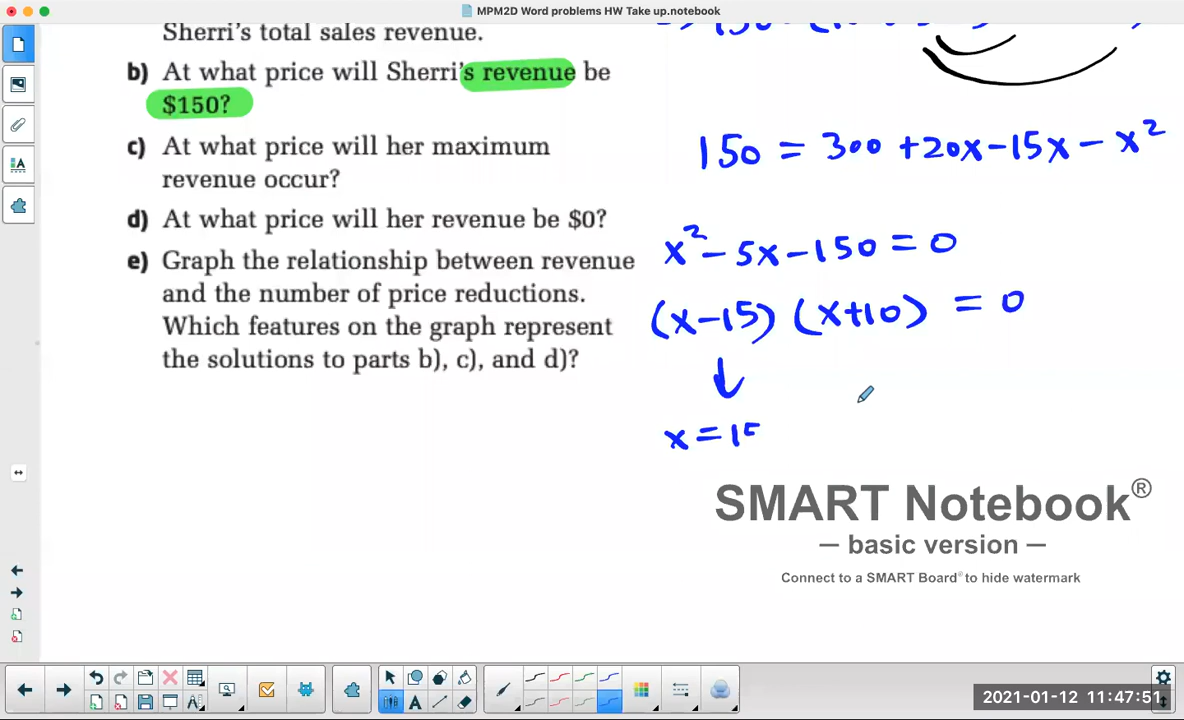 MPM2D Word problems HW Take up.notebook
Sherri's total sales revenue.
b) At what price will Sherri's revenue be
$150?
c) At what price will her maximum
revenue occur?
d) At what price will her revenue be $0?
e) Graph the relationship between revenue
and the number of price reductions.
Which features on the graph represent
the solutions to parts b), c), and d)?
150 = 300 + 20x - 15x - x²
x² - 5x - 150 = 0
(x - 15) (x + 10) = 0
x = 15
SMART Notebook®
— basic version —
Connect to a SMART Board® to hide watermark
2021-01-12 11:47:51